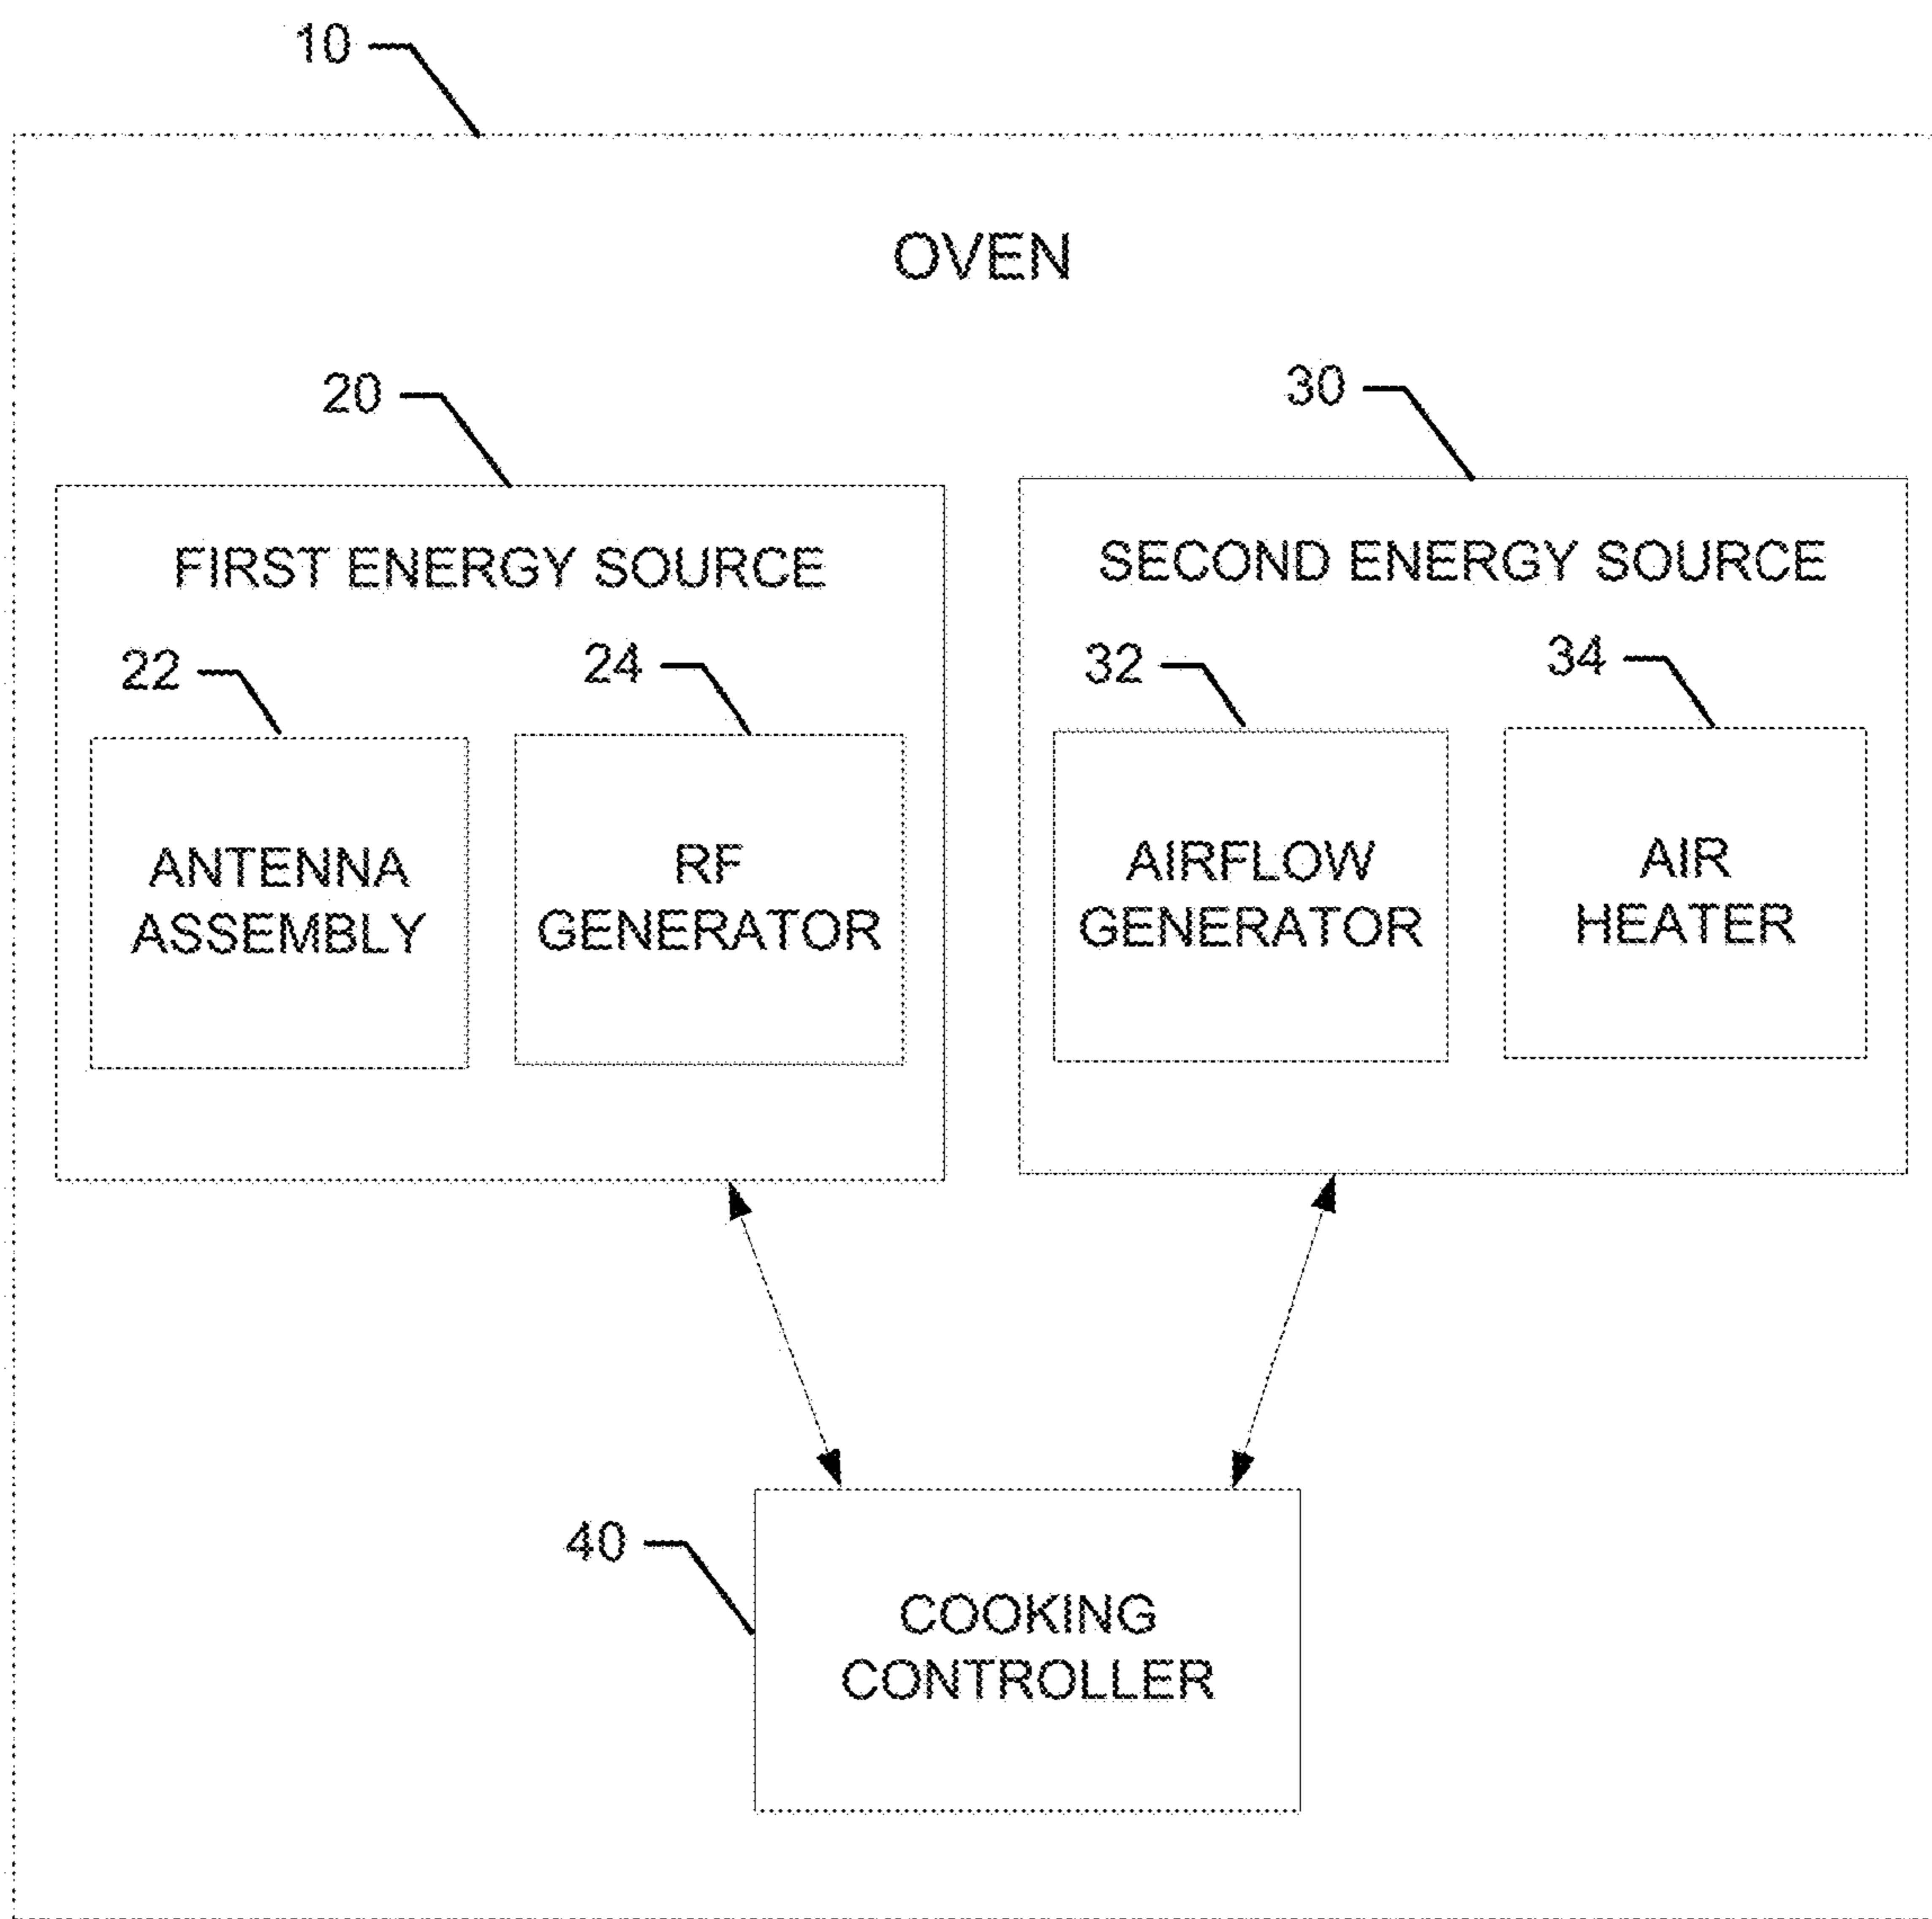 10
OVEN
20
30
FIRST ENERGY SOURCE
SECOND ENERGY SOURCE
22
24
32
34
ANTENNA
ASSEMBLY
RF
GENERATOR
AIRFLOW
GENERATOR
AIR
HEATER
40
COOKING
CONTROLLER